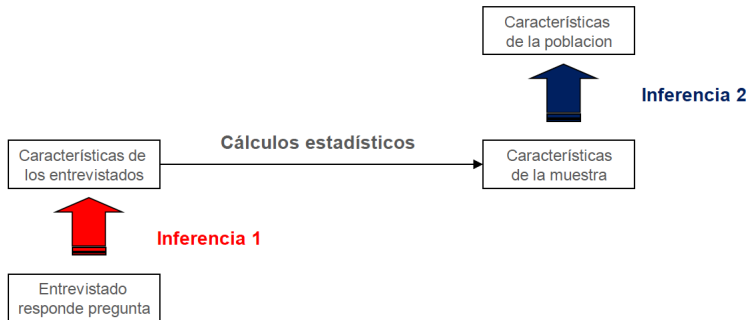 Características
de la poblacion
Inferencia 2
Cálculos estadísticos
Características de
los entrevistados
Características
de la muestra
Inferencia 1
Entrevistado
responde pregunta